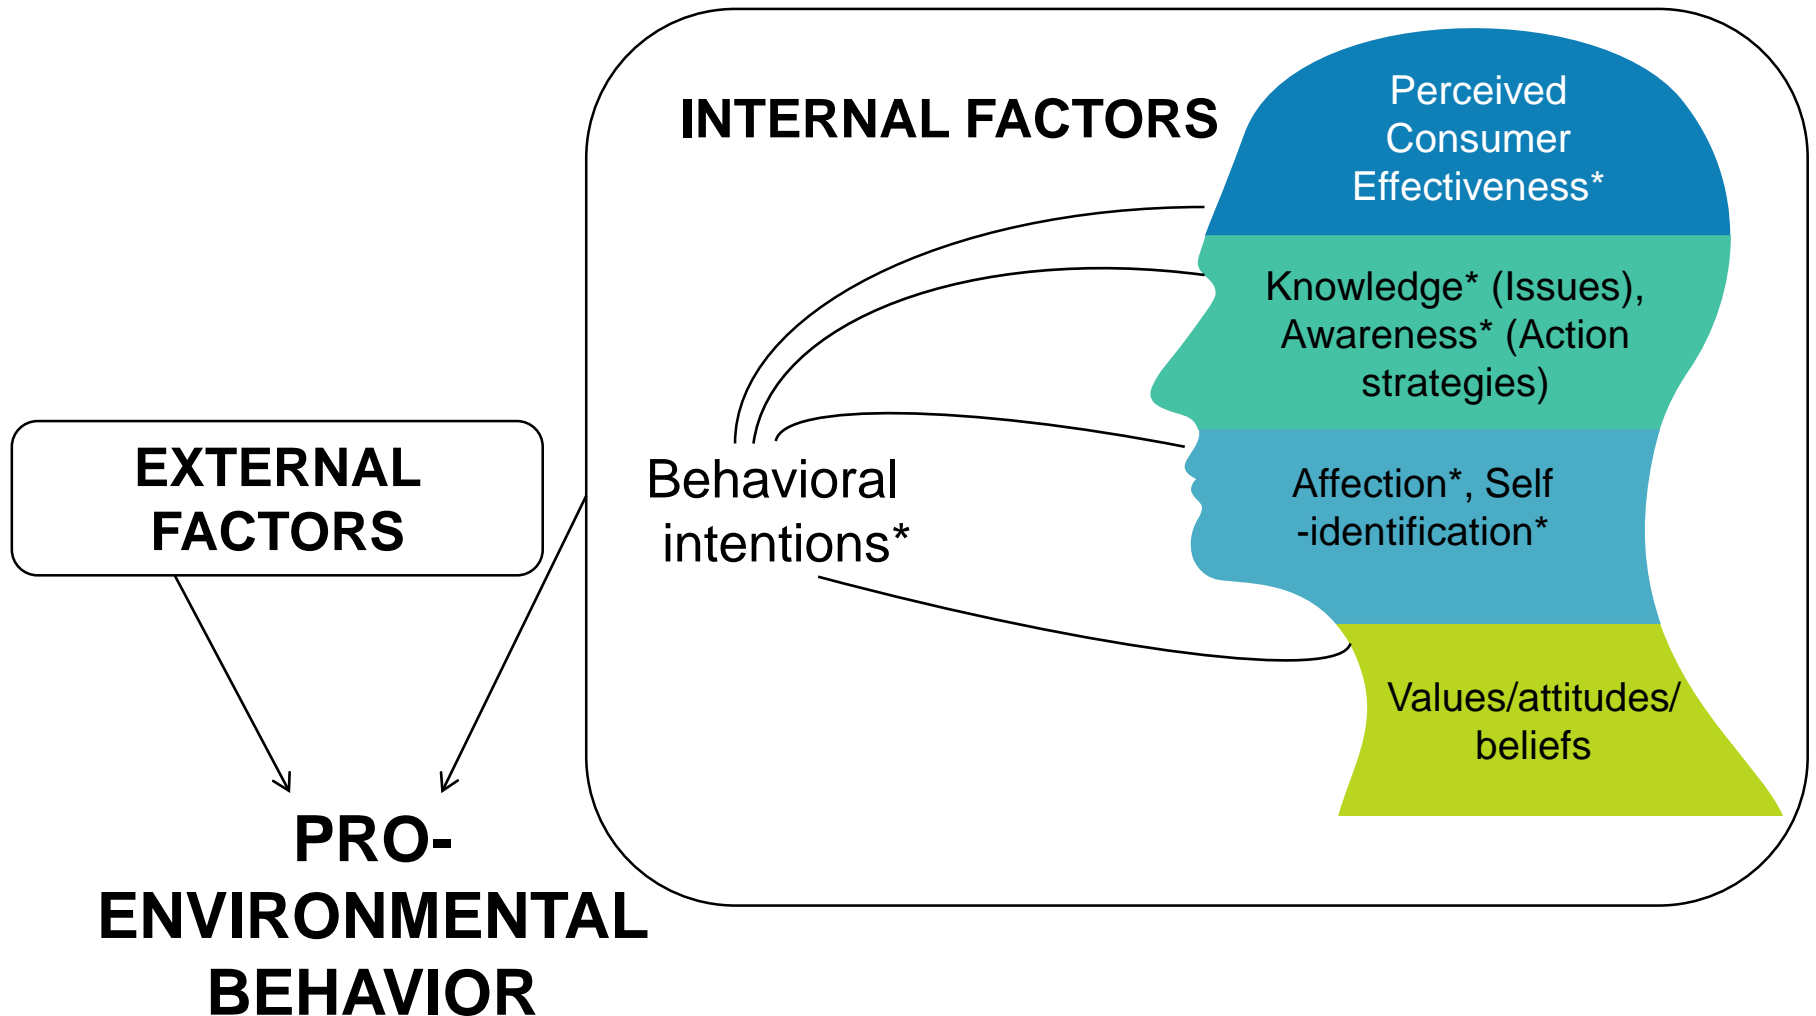 INTERNAL FACTORS
Perceived
Consumer
Effectiveness*
Knowledge* (Issues),
Awareness* (Action
strategies)
Affection*, Self
-identification*
Values/attitudes/
beliefs
Behavioral
intentions*
EXTERNAL
FACTORS
PRO-
ENVIRONMENTAL
BEHAVIOR